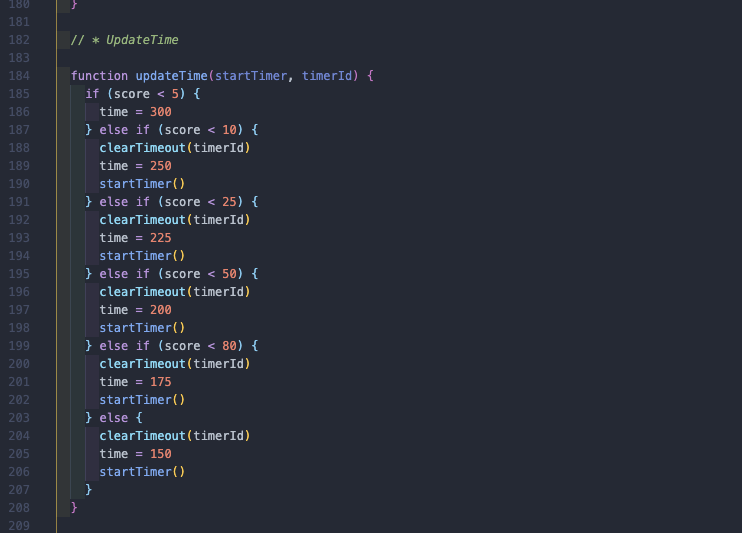 180 }
181
182 // * UpdateTime
183
184 function updateTime(startTimer, timerId) {
185 if (score < 5) {
186 time = 300
187 } else if (score < 10) {
188 clearTimeout(timerId)
189 time = 250
190 startTimer()
191 } else if (score < 25) {
192 clearTimeout(timerId)
193 time = 225
194 startTimer()
195 } else if (score < 50) {
196 clearTimeout(timerId)
197 time = 200
198 startTimer()
199 } else if (score < 80) {
200 clearTimeout(timerId)
201 time = 175
202 startTimer()
203 } else {
204 clearTimeout(timerId)
205 time = 150
206 startTimer()
207 }
208 }
209